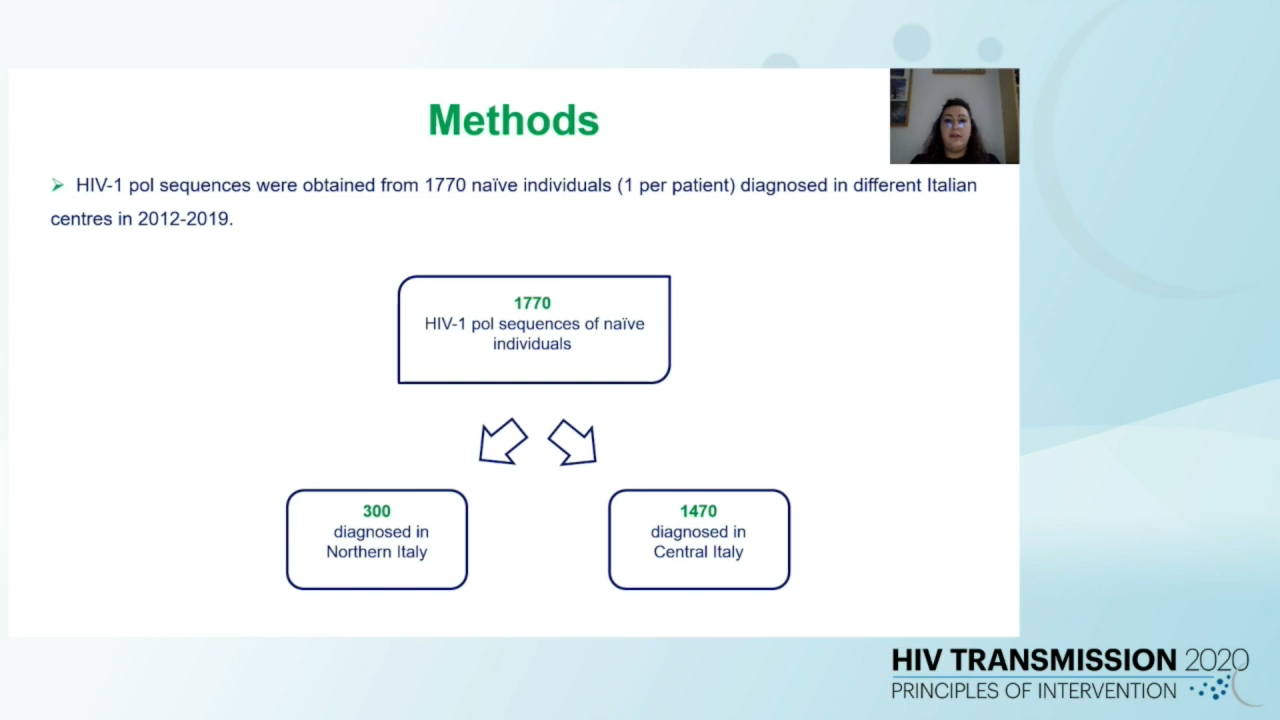 Methods
➢ HIV-1 pol sequences were obtained from 1770 naïve individuals (1 per patient) diagnosed in different Italian
centres in 2012-2019.
1770
HIV-1 pol sequences of naïve
individuals
300
diagnosed in
Northern Italy
1470
diagnosed in
Central Italy
HIV TRANSMISSION 2020
PRINCIPLES OF INTERVENTION